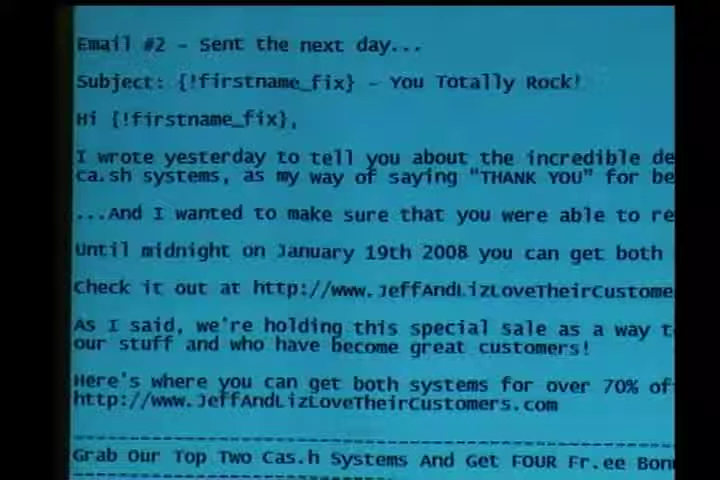 Email #2 – Sent the next day...
Subject: {!firstname_fix} – You Totally Rock!
Hi {!firstname_fix},
I wrote yesterday to tell you about the incredible
ca.sh systems, as my way of saying "THANK YOU" for
...And I wanted to make sure that you were able to
Until midnight on January 19th 2008 you can get both
Check it out at http://www.JeffAndLizLoveTheirCustome
As I said, we're holding this special sale as a way
our stuff and who have become great customers!
Here's where you can get both systems for over 70%
http://www.JeffAndLizLoveTheirCustomers.com
Grab Our Top Two Cas.h Systems And Get FOUR Fr.ee